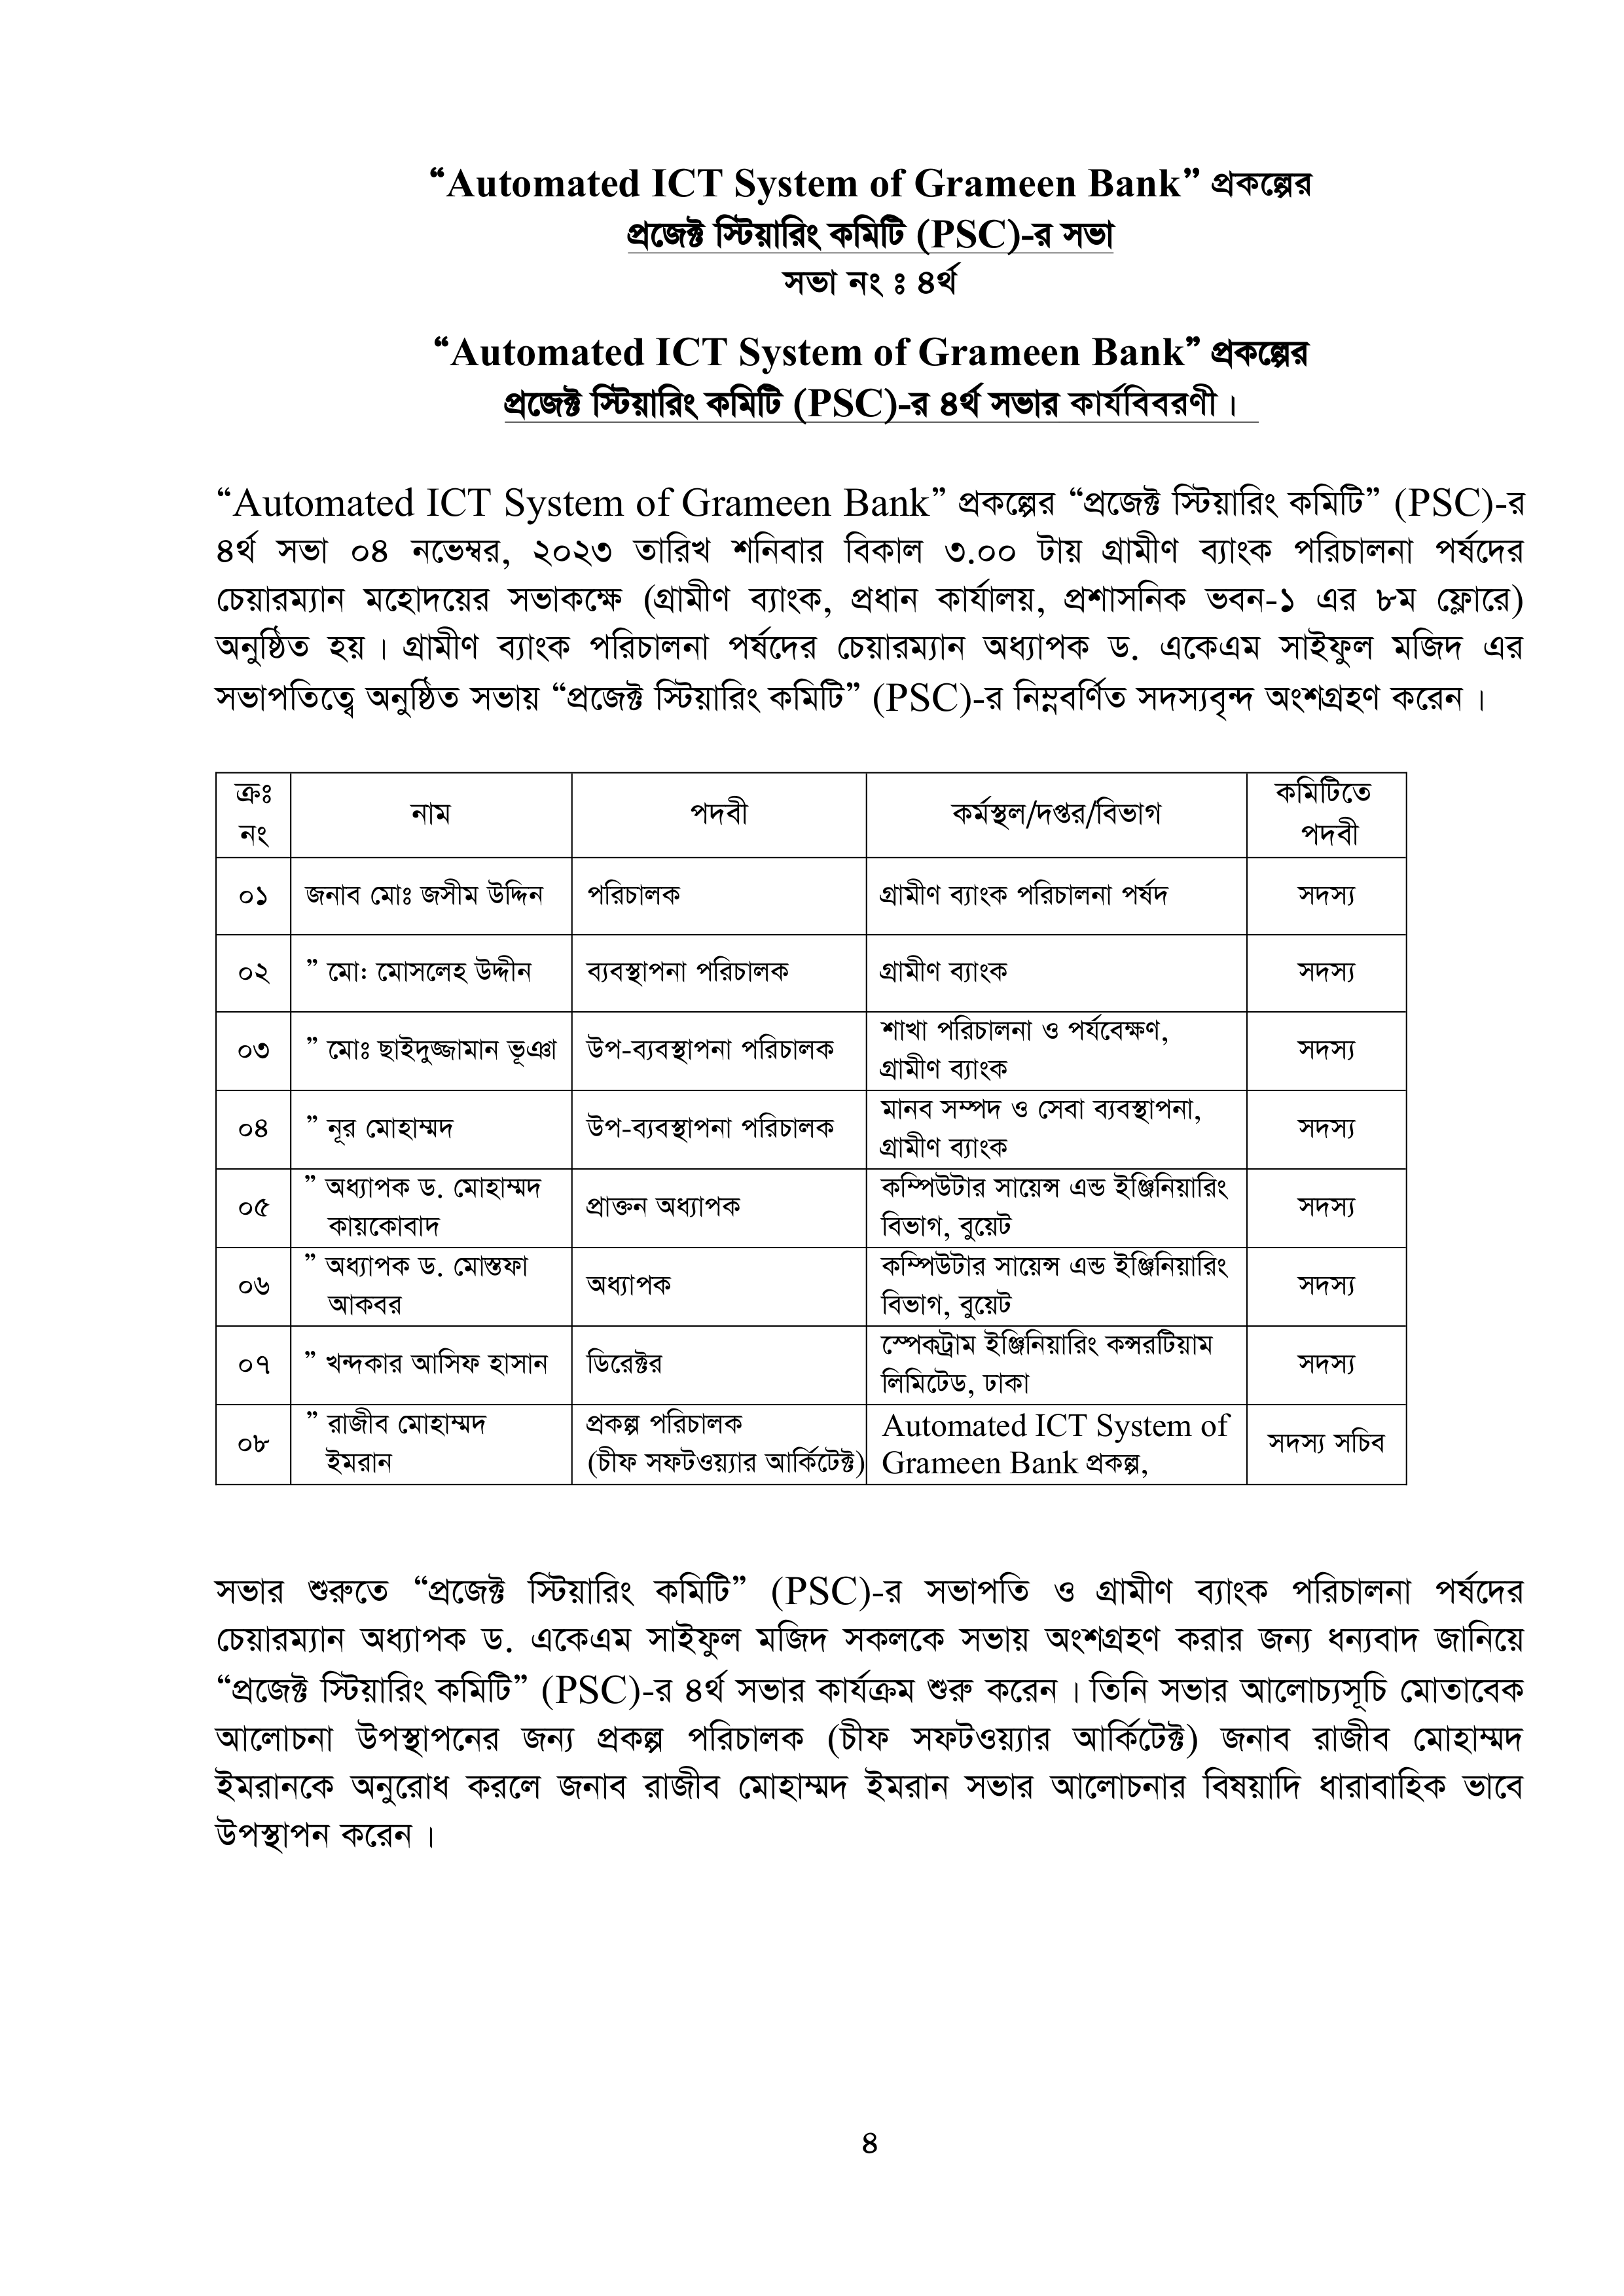 “Automated ICT System of Grameen Bank” প্রকল্পের
প্রজেক্ট স্টিয়ারিং কমিটি (PSC)-র সভা
সভা নং ঃ ৪র্থ
“Automated ICT System of Grameen Bank” প্রকল্পের
প্রজেক্ট স্টিয়ারিং কমিটি (PSC)-র ৪র্থ সভার কার্যবিবরণী।
“Automated ICT System of Grameen Bank” প্রকল্পের “প্রজেক্ট স্টিয়ারিং কমিটি” (PSC)-র
৪র্থ সভা ০৪ নভেম্বর, ২০২৩ তারিখ শনিবার বিকাল ৩.০০ টায় গ্রামীণ ব্যাংক পরিচালনা পর্ষদের
চেয়ারম্যান মহোদয়ের সভাকক্ষে (গ্রামীণ ব্যাংক, প্রধান কার্যালয়, প্রশাসনিক ভবন-১ এর ৮ম ফ্লোরে)
অনুষ্ঠিত হয়। গ্রামীণ ব্যাংক পরিচালনা পর্ষদের চেয়ারম্যান অধ্যাপক ড. একেএম সাইফুল মজিদ এর
সভাপতিত্বে অনুষ্ঠিত সভায় “প্রজেক্ট স্টিয়ারিং কমিটি” (PSC)-র নিম্নবর্ণিত সদস্যবৃন্দ অংশগ্রহণ করেন।
ক্রঃ নং নাম পদবী কর্মস্থল/দপ্তর/বিভাগ কমিটিতে পদবী
০১ জনাব মোঃ জসীম উদ্দিন পরিচালক গ্রামীণ ব্যাংক পরিচালনা পর্ষদ সদস্য
০২ ” মো: মোসলেহ উদ্দীন ব্যবস্থাপনা পরিচালক গ্রামীণ ব্যাংক সদস্য
০৩ ” মোঃ ছাইদুজ্জামান ভূঞা উপ-ব্যবস্থাপনা পরিচালক শাখা পরিচালনা ও পর্যবেক্ষণ, গ্রামীণ ব্যাংক সদস্য
০৪ ” নূর মোহাম্মদ উপ-ব্যবস্থাপনা পরিচালক মানব সম্পদ ও সেবা ব্যবস্থাপনা, গ্রামীণ ব্যাংক সদস্য
০৫ ” অধ্যাপক ড. মোহাম্মদ কায়কোবাদ প্রাক্তন অধ্যাপক কম্পিউটার সায়েন্স এন্ড ইঞ্জিনিয়ারিং বিভাগ, বুয়েট সদস্য
০৬ ” অধ্যাপক ড. মোস্তফা আকবর অধ্যাপক কম্পিউটার সায়েন্স এন্ড ইঞ্জিনিয়ারিং বিভাগ, বুয়েট সদস্য
০৭ ” খন্দকার আসিফ হাসান ডিরেক্টর স্পেকট্রাম ইঞ্জিনিয়ারিং কন্সরটিয়াম লিমিটেড, ঢাকা সদস্য
০৮ ” রাজীব মোহাম্মদ ইমরান প্রকল্প পরিচালক (চীফ সফটওয়্যার আর্কিটেক্ট) Automated ICT System of Grameen Bank প্রকল্প, সদস্য সচিব
সভার শুরুতে “প্রজেক্ট স্টিয়ারিং কমিটি” (PSC)-র সভাপতি ও গ্রামীণ ব্যাংক পরিচালনা পর্ষদের
চেয়ারম্যান অধ্যাপক ড. একেএম সাইফুল মজিদ সকলকে সভায় অংশগ্রহণ করার জন্য ধন্যবাদ জানিয়ে
“প্রজেক্ট স্টিয়ারিং কমিটি” (PSC)-র ৪র্থ সভার কার্যক্রম শুরু করেন। তিনি সভার আলোচ্যসূচি মোতাবেক
আলোচনা উপস্থাপনের জন্য প্রকল্প পরিচালক (চীফ সফটওয়্যার আর্কিটেক্ট) জনাব রাজীব মোহাম্মদ
ইমরানকে অনুরোধ করলে জনাব রাজীব মোহাম্মদ ইমরান সভার আলোচনার বিষয়াদি ধারাবাহিক ভাবে
উপস্থাপন করেন।
৪